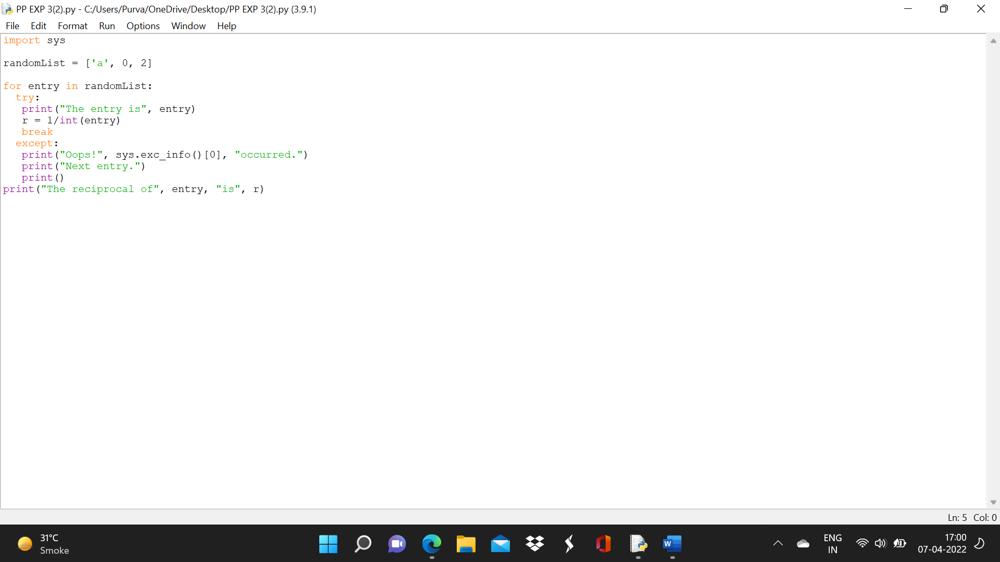 PP EXP 3(2).py - C:/Users/Purva/OneDrive/Desktop/PP EXP 3(2).py (3.9.1)
File Edit Format Run Options Window Help
import sys
randomList = ['a', 0, 2]
for entry in randomList:
  try:
   print("The entry is", entry)
   r = 1/int(entry)
   break
  except:
   print("Oops!", sys.exc_info()[0], "occurred.")
   print("Next entry.")
   print()
print("The reciprocal of", entry, "is", r)
Ln: 5 Col: 0
31°C
Smoke
W
ENG
IN
17:00
07-04-2022